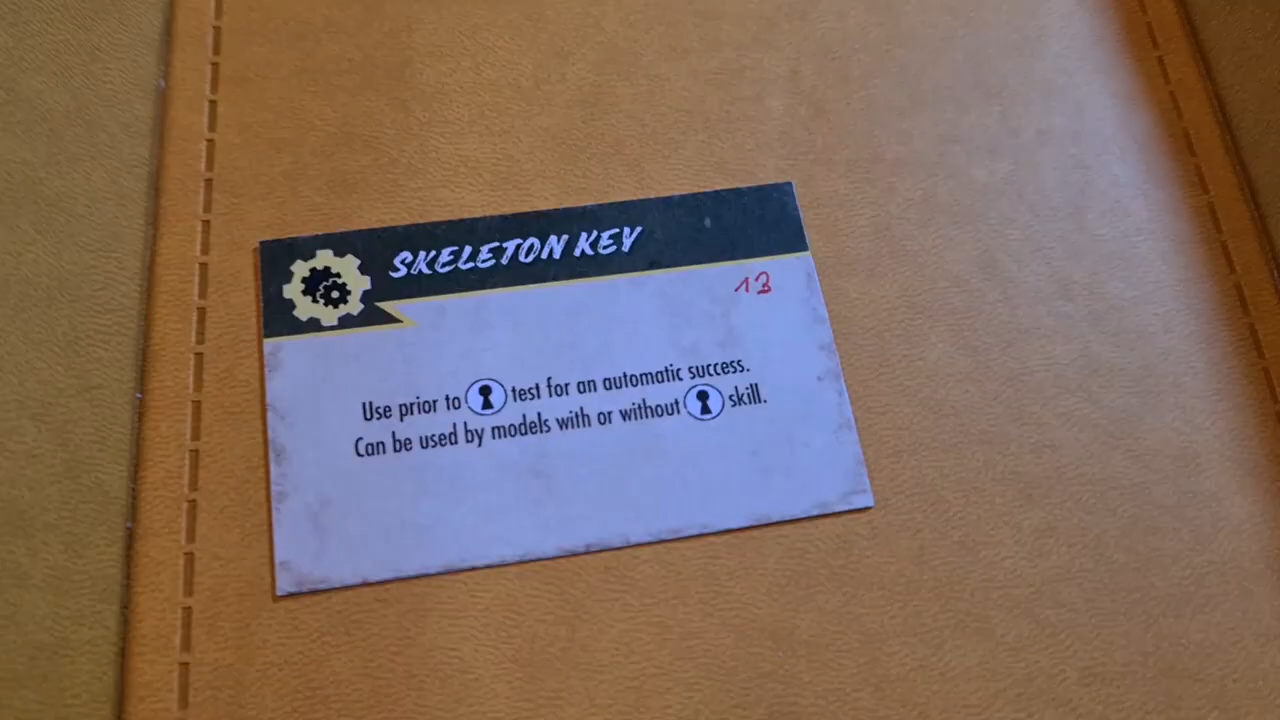 SKELETON KEY
13
Use prior to test for an automatic success.
Can be used by models with or without skill.